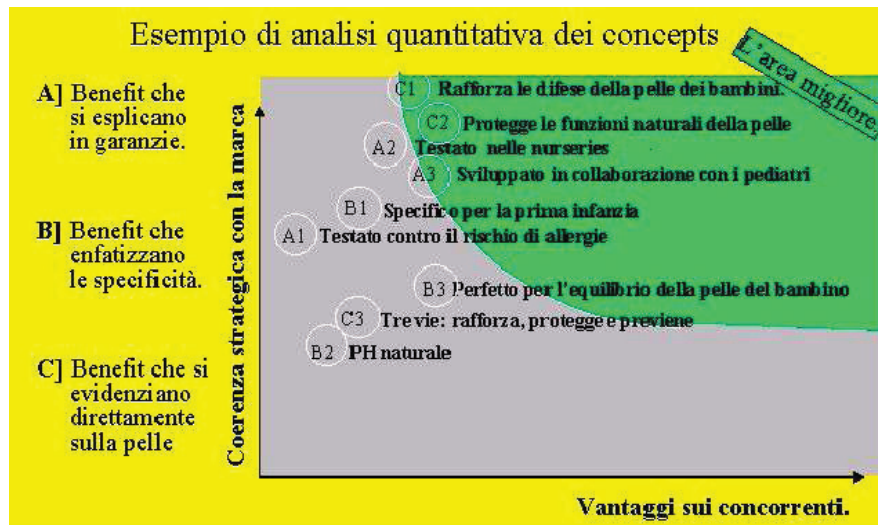 Esempio di analisi quantitativa dei concepts
L'area migliore.
A] Benefit che
si esplicano
in garanzie.
B] Benefit che
enfatizzano
le specificità.
C] Benefit che si
evidenziano
direttamente
sulla pelle
Coerenza strategica con la marca
C1 Rafforza le difese della pelle dei bambini.
C2 Protegge le funzioni naturali della pelle
A2 Testato nelle nurseries
A3 Sviluppato in collaborazione con i pediatri
B1 Specifico per la prima infanzia
A1 Testato contro il rischio di allergie
B3 Perfetto per l'equilibrio della pelle del bambino
C3 Tre vie: rafforza, protegge e previene
B2 PH naturale
Vantaggi sui concorrenti.